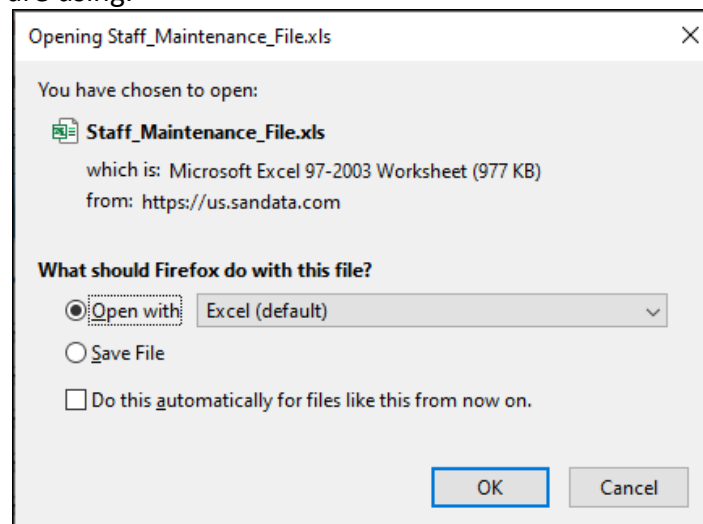 are using.
Opening Staff_Maintenance_File.xls
You have chosen to open:
Staff_Maintenance_File.xls
which is: Microsoft Excel 97-2003 Worksheet (977 KB)
from: https://us.sandata.com
What should Firefox do with this file?
Open with Excel (default)
Save File
Do this automatically for files like this from now on.
OK Cancel